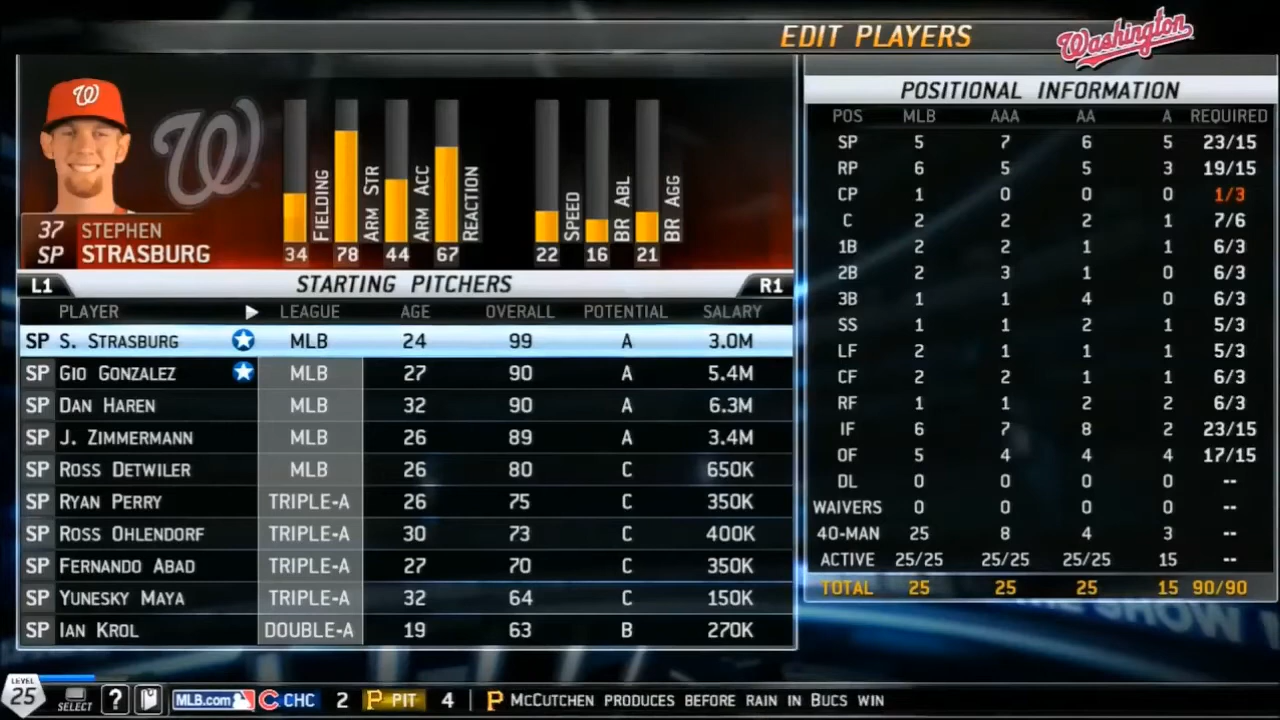 EDIT PLAYERS
Washington
W
W
37 STEPHEN
SP STRASBURG
FIELDING ARM STR ARM ACC REACTION SPEED BR ABL BR AGG
34 78 44 67 22 16 21
L1 STARTING PITCHERS R1
PLAYER LEAGUE AGE OVERALL POTENTIAL SALARY
SP S. STRASBURG MLB 24 99 A 3.0M
SP GIO GONZALEZ MLB 27 90 A 5.4M
SP DAN HAREN MLB 32 90 A 6.3M
SP J. ZIMMERMANN MLB 26 89 A 3.4M
SP ROSS DETWILER MLB 26 80 C 650K
SP RYAN PERRY TRIPLE-A 26 75 C 350K
SP ROSS OHLENDORF TRIPLE-A 30 73 C 400K
SP FERNANDO ABAD TRIPLE-A 27 70 C 350K
SP YUNESKY MAYA TRIPLE-A 32 64 C 150K
SP IAN KROL DOUBLE-A 19 63 B 270K
POSITIONAL INFORMATION
POS MLB AAA AA A REQUIRED
SP 5 7 6 5 23/15
RP 6 5 5 3 19/15
CP 1 0 0 0 1/3
C 2 2 2 1 7/6
1B 2 2 1 1 6/3
2B 2 3 1 0 6/3
3B 1 1 4 0 6/3
SS 1 1 2 1 5/3
LF 2 1 1 1 5/3
CF 2 2 1 1 6/3
RF 1 1 2 2 6/3
IF 6 7 8 2 23/15
OF 5 4 4 4 17/15
DL 0 0 0 0 --
WAIVERS 0 0 0 0 --
40-MAN 25 8 4 3 --
ACTIVE 25/25 25/25 25/25 15 --
TOTAL 25 25 25 15 90/90
THE SHOW
LEVEL
25
SELECT ? MLB.com C CHC 2 P PIT 4 P MCCUTCHEN PRODUCES BEFORE RAIN IN BUCS WIN